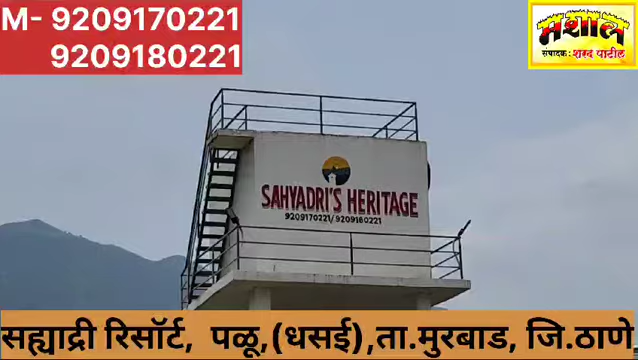 M- 9209170221
9209180221
मशाल
संपादक: शरद पाटील
SAHYADRI'S HERITAGE
9209170221/9209180221
सह्याद्री रिसॉर्ट, पळू,(धसई),ता.मुरबाड, जि.ठाणे,